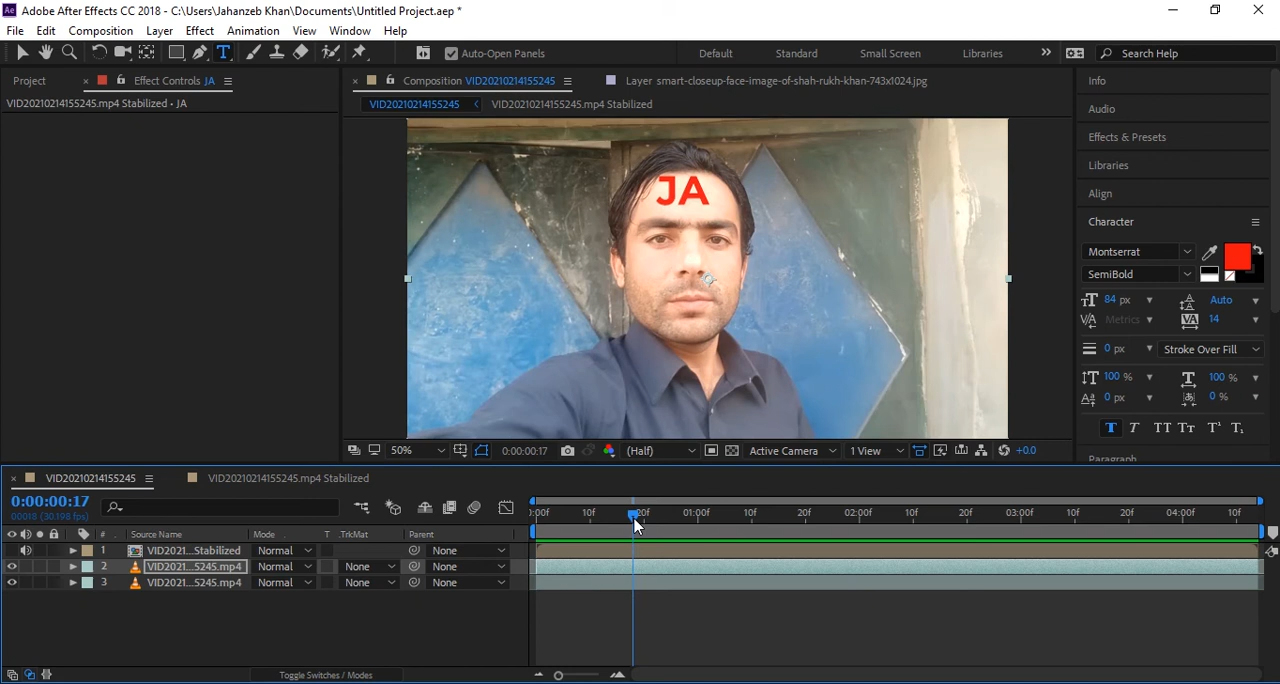 Adobe After Effects CC 2018 - C:\Users\Jahanzeb Khan\Documents\Untitled Project.aep *
File Edit Composition Layer Effect Animation View Window Help
Auto-Open Panels Default Standard Small Screen Libraries Search Help
Project Effect Controls JA Composition VID20210214155245 Layer smart-closeup-face-image-of-shah-rukh-khan-743x1024.jpg
VID20210214155245.mp4 Stabilized • JA
VID20210214155245 VID20210214155245.mp4 Stabilized
JA
50% 0:00:00:17 (Half) Active Camera 1 View +0.0
Info
Audio
Effects & Presets
Libraries
Align
Character
Montserrat
SemiBold
84 px Auto
Metrics 14
0 px Stroke Over Fill
100 % 100 %
0 px 0 %
T T TT Tt T¹ T₁
Paragraph
VID20210214155245 VID20210214155245.mp4 Stabilized
0:00:00:17
00018 (30.198 fps)
):00f 10f 20f 01:00f 10f 20f 02:00f 10f 20f 03:00f 10f 20f 04:00f 10f
# Source Name Mode T .TrkMat Parent
1 VID2021...Stabilized Normal None
2 VID2021...5245.mp4 Normal None None
3 VID2021...5245.mp4 Normal None None
Toggle Switches / Modes